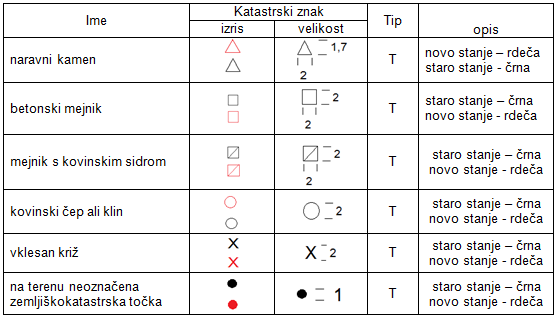 Ime
Katastrski znak
Tip
opis
izris
velikost
naravni kamen
1,7
2
T
novo stanje – rdeča
staro stanje - črna
betonski mejnik
2
2
T
staro stanje – črna
novo stanje - rdeča
mejnik s kovinskim sidrom
2
2
T
staro stanje – črna
novo stanje - rdeča
kovinski čep ali klin
2
T
staro stanje – črna
novo stanje - rdeča
vklesan križ
X
X
X
2
T
staro stanje – črna
novo stanje - rdeča
na terenu neoznačena
zemljiškokatastrska točka
1
T
staro stanje – črna
novo stanje - rdeča